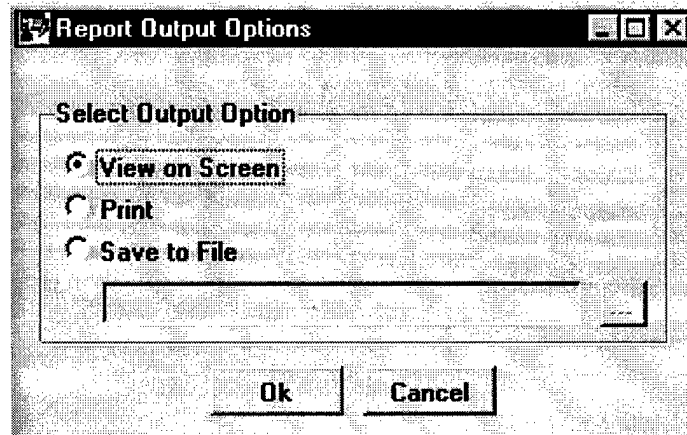 Report Output Options
Select Output Option
View on Screen
Print
Save to File
...
Ok Cancel